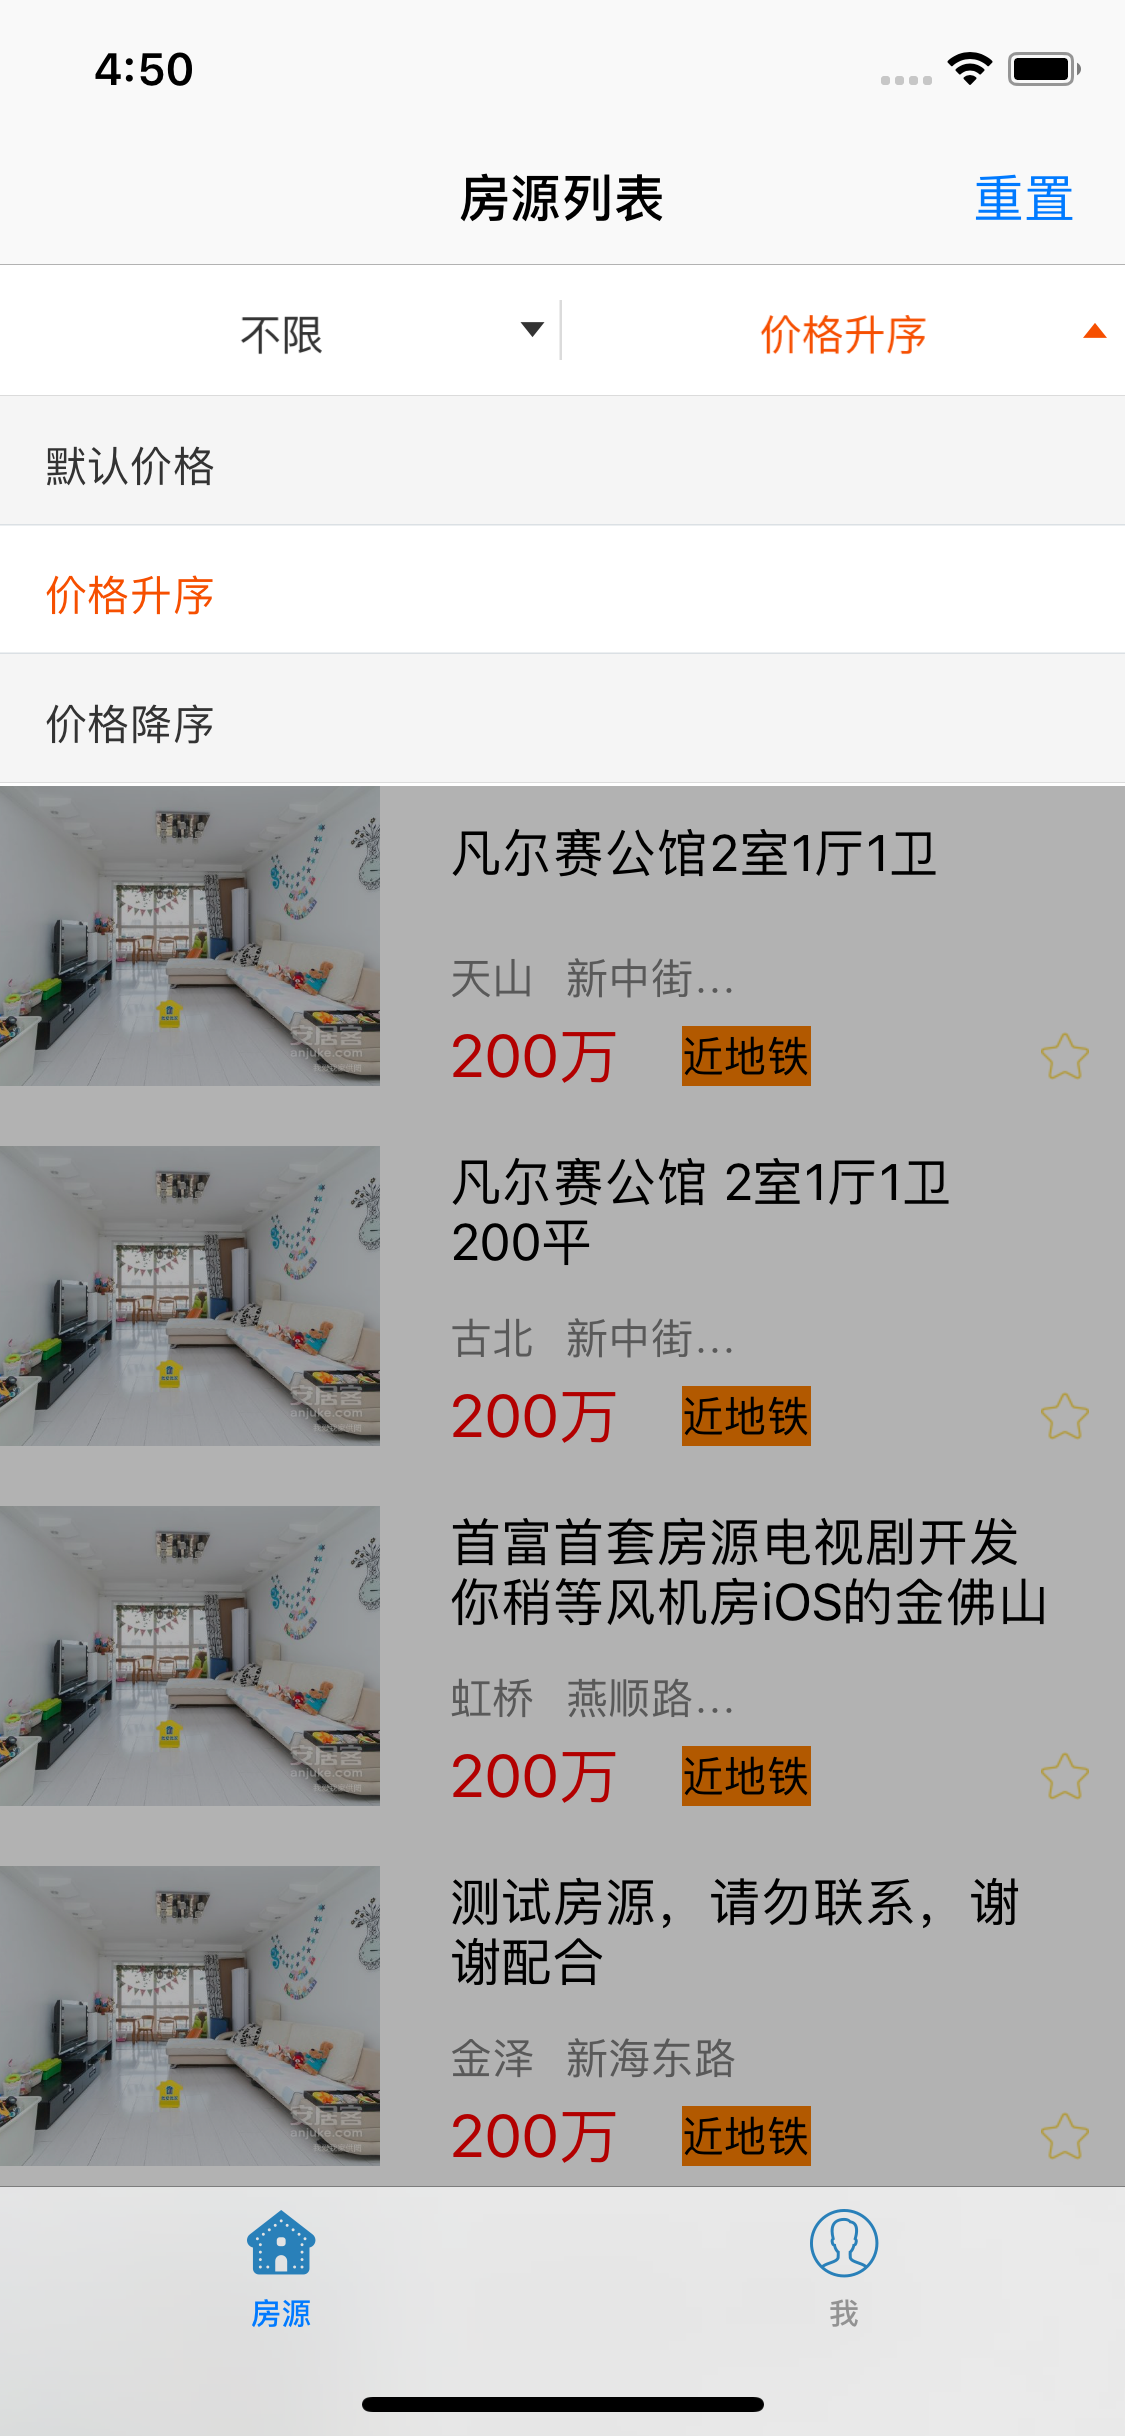 4:50
房源列表
重置
不限
价格升序
默认价格
价格升序
价格降序
凡尔赛公馆2室1厅1卫
天山 新中街...
200万
近地铁
安居客
anjuke.com
凡尔赛公馆 2室1厅1卫
200平
古北 新中街...
200万
近地铁
安居客
anjuke.com
首富首套房源电视剧开发
你稍等风机房iOS的金佛山
虹桥 燕顺路...
200万
近地铁
安居客
anjuke.com
测试房源，请勿联系，谢
谢配合
金泽 新海东路
200万
近地铁
安居客
anjuke.com
房源
我